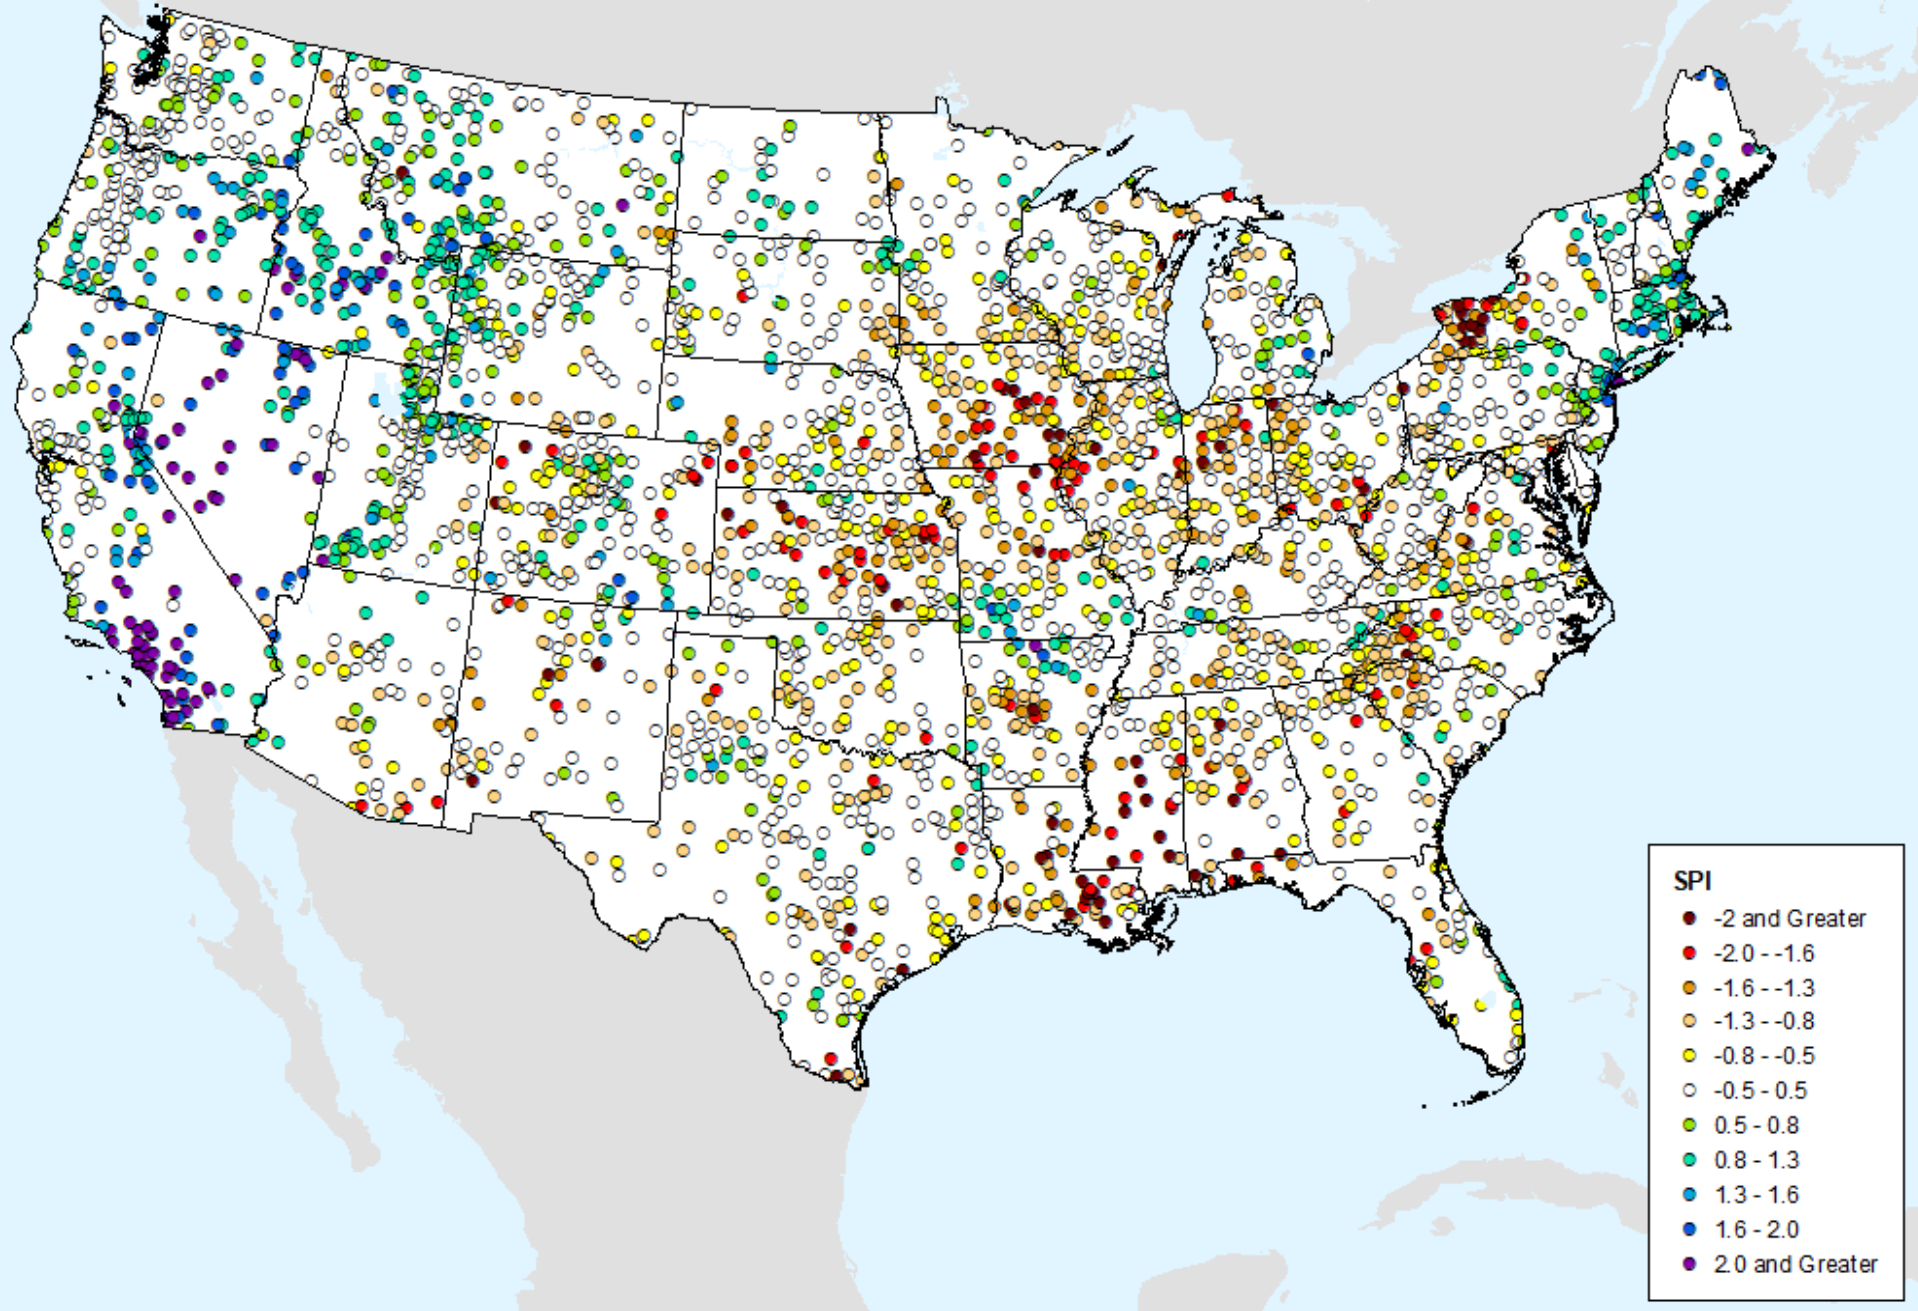 SPI
-2 and Greater
-2.0 - -1.6
-1.6 - -1.3
-1.3 - -0.8
-0.8 - -0.5
-0.5 - 0.5
0.5 - 0.8
0.8 - 1.3
1.3 - 1.6
1.6 - 2.0
2.0 and Greater